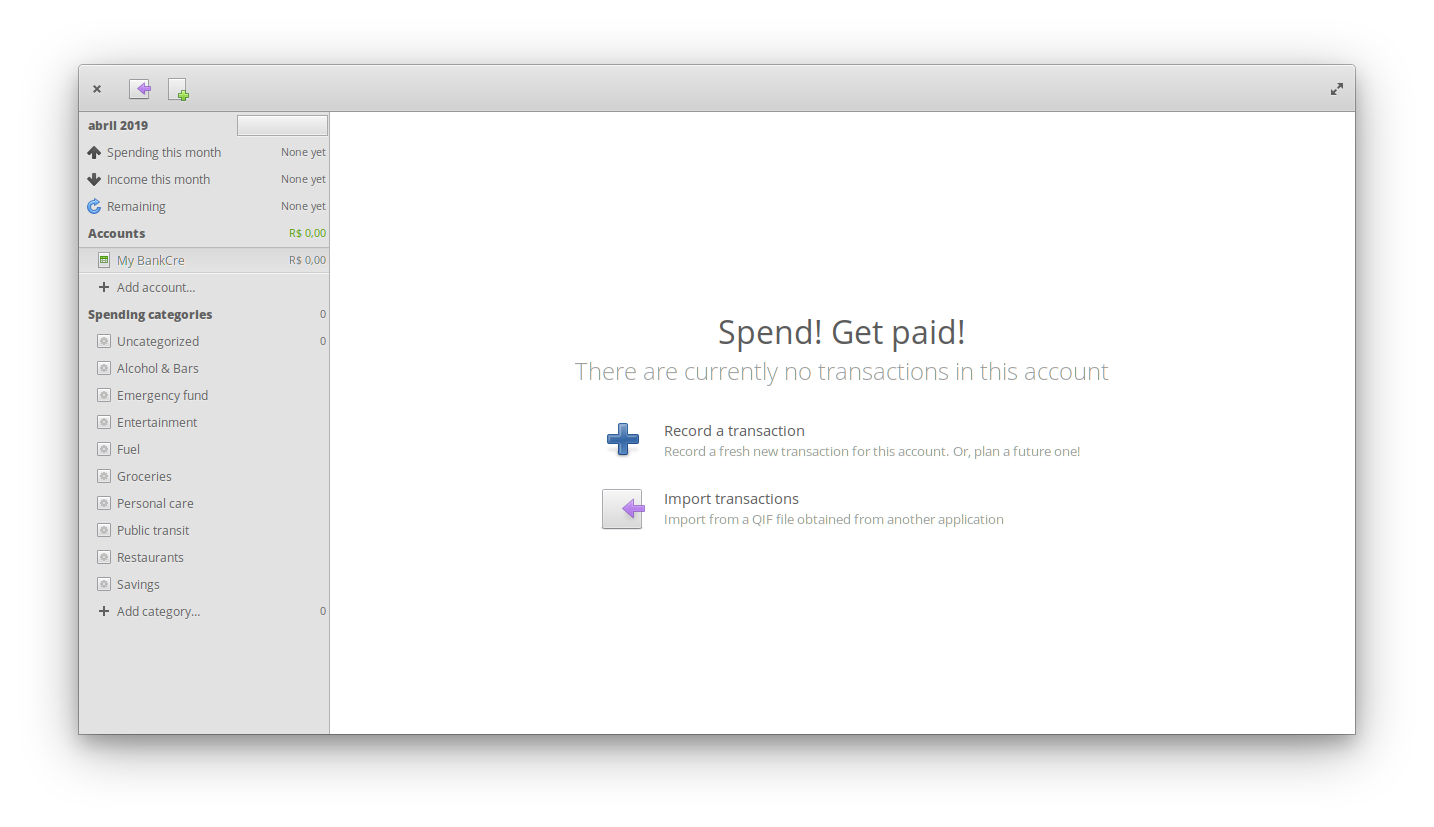 abril 2019
Spending this month None yet
Income this month None yet
Remaining None yet
Accounts R$ 0,00
My BankCre R$ 0,00
Add account...
Spending categories 0
Uncategorized 0
Alcohol & Bars
Emergency fund
Entertainment
Fuel
Groceries
Personal care
Public transit
Restaurants
Savings
Add category... 0
Spend! Get paid!
There are currently no transactions in this account
Record a transaction
Record a fresh new transaction for this account. Or, plan a future one!
Import transactions
Import from a QIF file obtained from another application